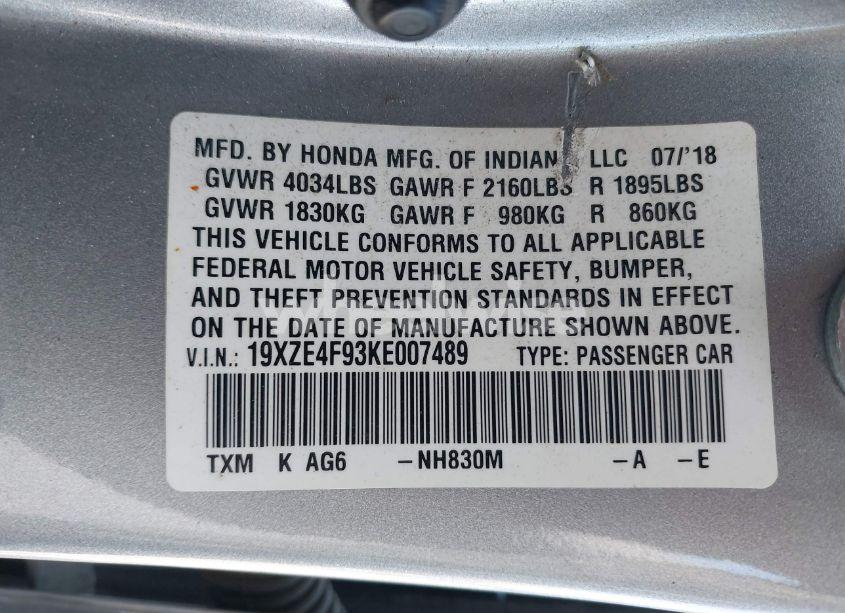 MFD. BY HONDA MFG. OF INDIAN LLC 07/'18
GVWR 4034LBS GAWR F 2160LBS R 1895LBS
GVWR 1830KG GAWR F 980KG R 860KG
THIS VEHICLE CONFORMS TO ALL APPLICABLE
FEDERAL MOTOR VEHICLE SAFETY, BUMPER,
AND THEFT PREVENTION STANDARDS IN EFFECT
ON THE DATE OF MANUFACTURE SHOWN ABOVE.
V.I.N.: 19XZE4F93KE007489 TYPE: PASSENGER CAR
TXM K AG6 –NH830M –A –E